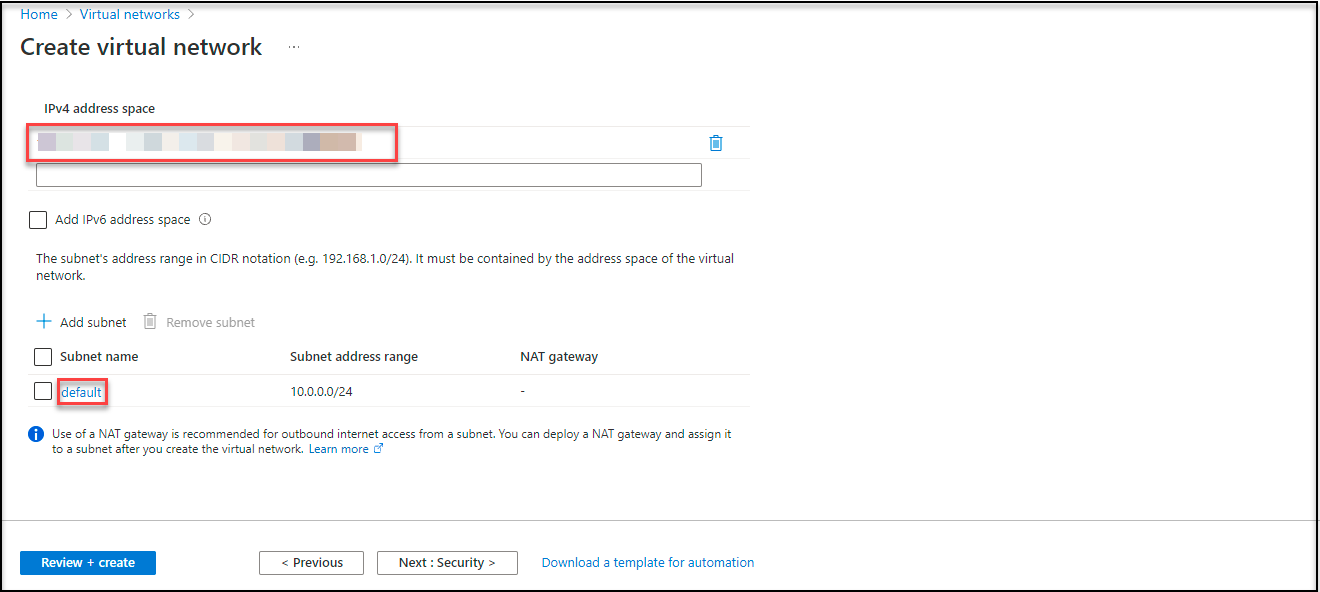 Home > Virtual networks >
Create virtual network ...
IPv4 address space
Add IPv6 address space
The subnet's address range in CIDR notation (e.g. 192.168.1.0/24). It must be contained by the address space of the virtual
network.
+ Add subnet Remove subnet
Subnet name Subnet address range NAT gateway
default 10.0.0.0/24 -
Use of a NAT gateway is recommended for outbound internet access from a subnet. You can deploy a NAT gateway and assign it
to a subnet after you create the virtual network. Learn more
Review + create < Previous Next : Security > Download a template for automation